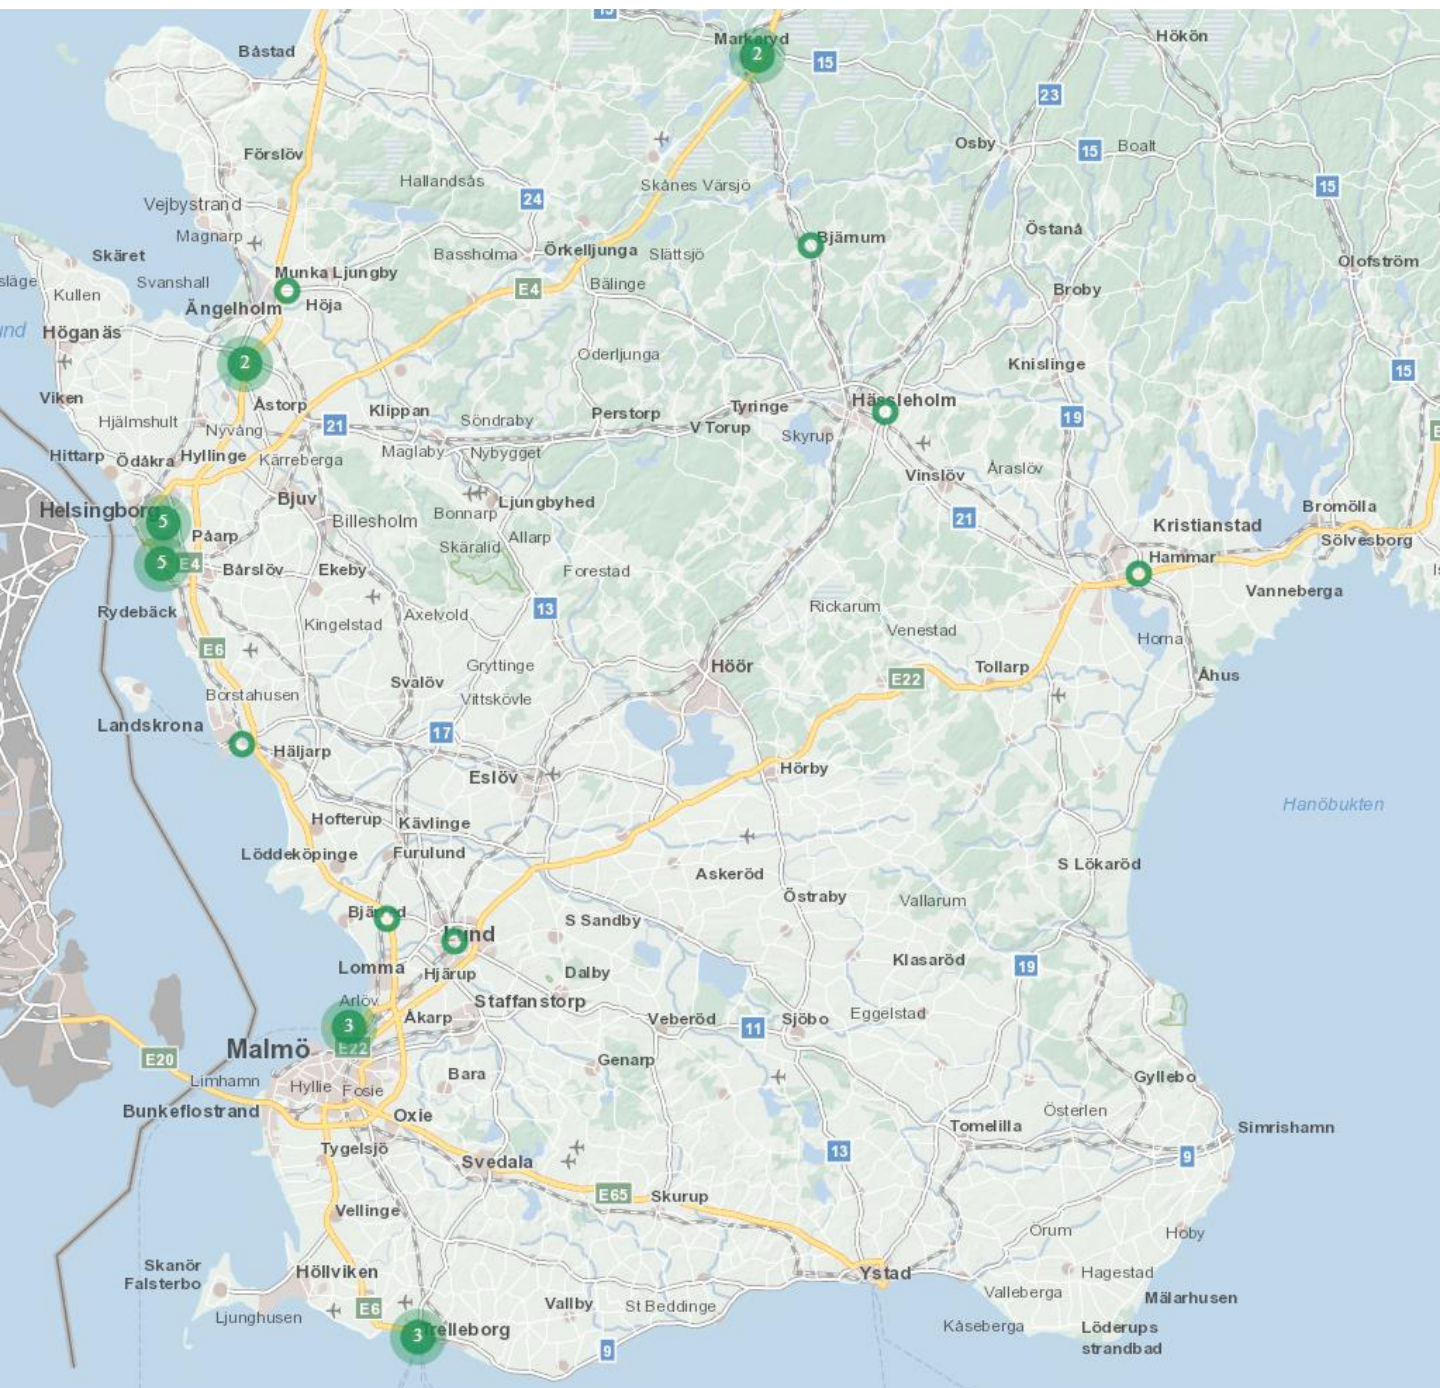 Båstad
Markaryd
2
15
Hökön
23
Osby
15
Boalt
15
Förslöv
Hallandsås
24
Skånes Värsjö
Vejbystrand
Magnarp
Östanå
Bjärnum
Skäret
Bassholma
Örkelljunga
Slättsjö
Olofström
Munka Ljungby
Svanshall
Kullen
E4
Bälinge
Broby
Ängelholm
Höja
Höganäs
2
Oderljunga
Knislinge
15
Viken
Åstorp
Klippan
Söndraby
Perstorp
Tyringe
Hässleholm
Hjälmshult
Nyvång
21
V Torup
Skyrup
19
Hittarp
Ödåkra
Hyllinge
Kärreberga
Maglaby
Nybygget
Vinslöv
Araslöv
Helsingborg
5
Bjuv
Billesholm
Bonnarp
Ljungbyhed
21
Kristianstad
Bromölla
Påarp
Skäralid
Allarp
Sölvesborg
5
E4
Bårslöv
Ekeby
Forestad
Hammar
Vanneberga
Rydebäck
Kingelstad
Axelvold
13
Rickarum
Venestad
Horna
E6
Gryttinge
Höör
E22
Tollarp
Åhus
Borstahusen
Svalöv
Vittskövle
Landskrona
17
Häljarp
Eslöv
Hörby
Hanöbukten
Hofterup
Kävlinge
Löddeköpinge
Furulund
Askeröd
Östraby
Vallarum
S Lökaröd
Bjärred
Lund
S Sandby
Klasaröd
19
Lomma
Hjärup
Dalby
Arlöv
3
E22
Åkarp
Staffanstorp
Veberöd
11
Sjöbo
Eggelstad
Malmö
E20
Limhamn
Hyllie
Fosie
Bara
Genarp
Gyllebo
Bunkeflostrand
Oxie
Österlen
Tomelilla
Simrishamn
Tygelsjö
Svedala
13
9
E65
Skurup
Vellinge
Örum
Hoby
Skanör
Falsterbo
Höllviken
Ystad
Hagestad
Valleberga
Mälarhusen
Ljunghusen
E6
3
Trelleborg
Vallby
St Beddinge
9
Kåseberga
Löderups
strandbad